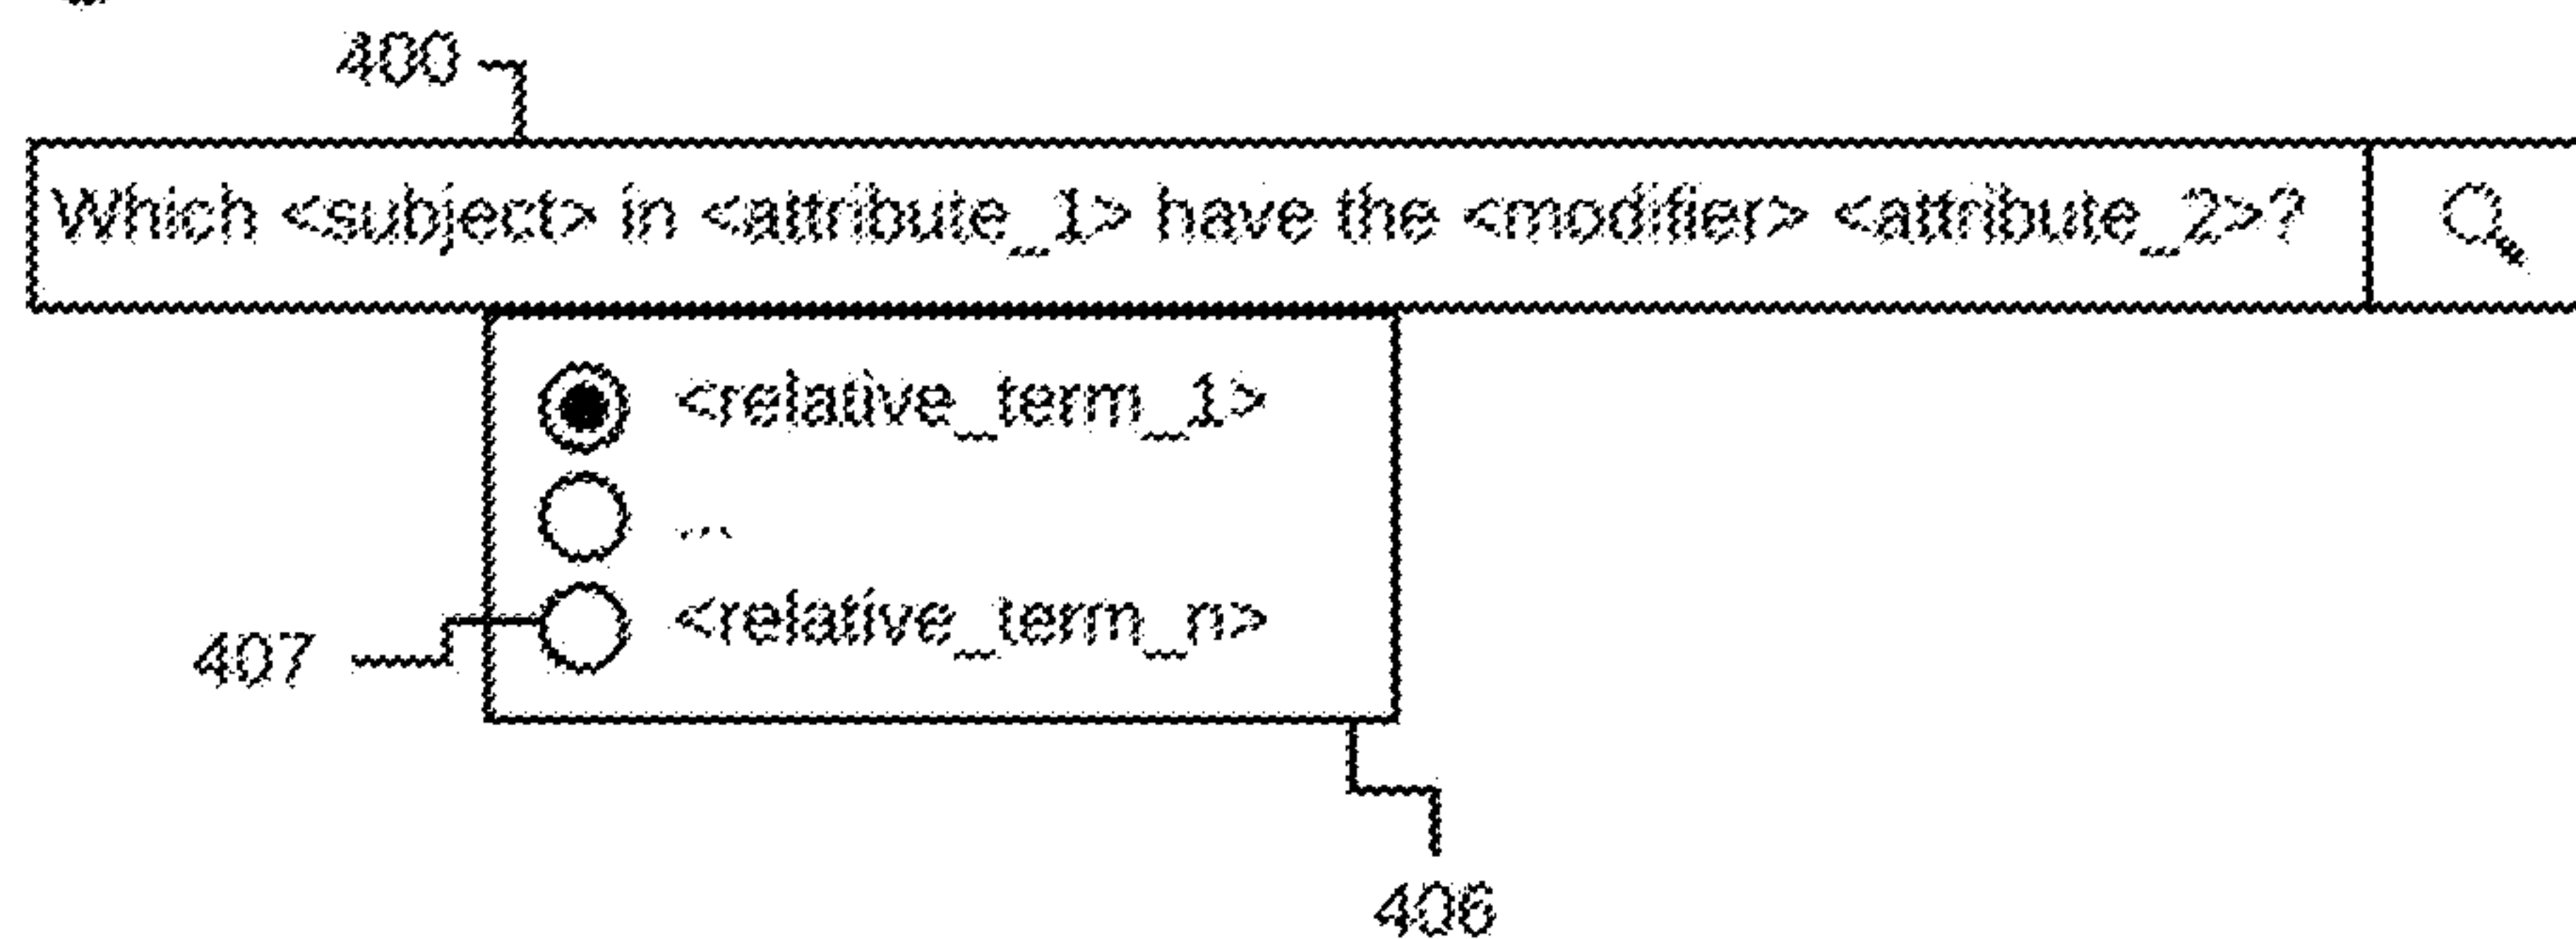 400
Which <subject> in <attribute_1> have the <modifier> <attribute_2>?
<relative_term_1>
...
<relative_term_n>
407
406